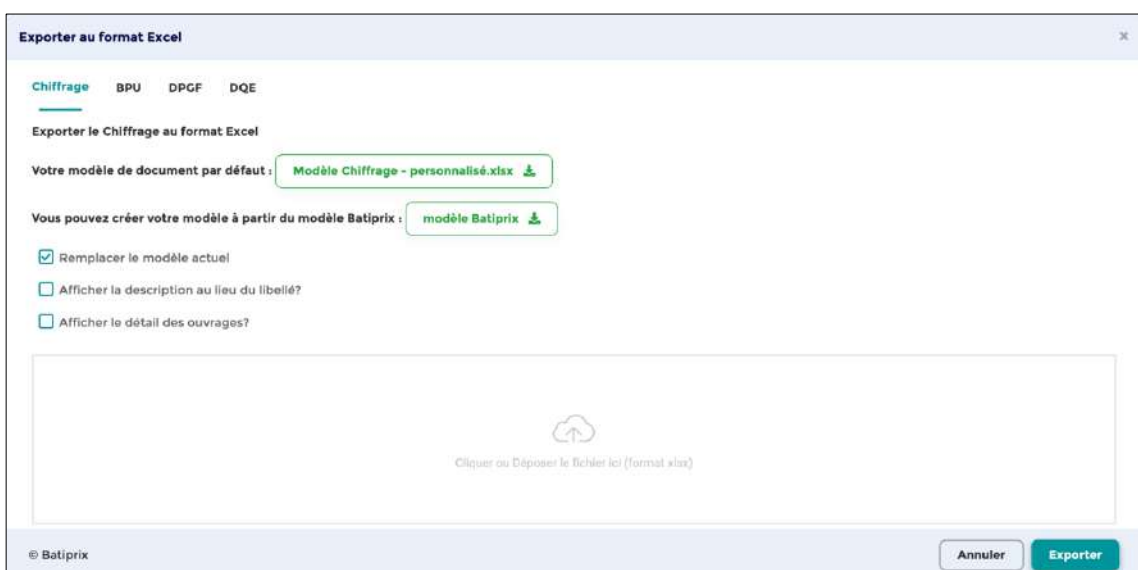 Exporter au format Excel ×
Chiffrage BPU DPGF DQE
Exporter le Chiffrage au format Excel
Votre modèle de document par défaut : Modèle Chiffrage - personnalisé.xlsx
Vous pouvez créer votre modèle à partir du modèle Batiprix : modèle Batiprix
Remplacer le modèle actuel
Afficher la description au lieu du libellé?
Afficher le détail des ouvrages?
Cliquer ou Déposer le fichier ici (format xlsx)
© Batiprix Annuler Exporter